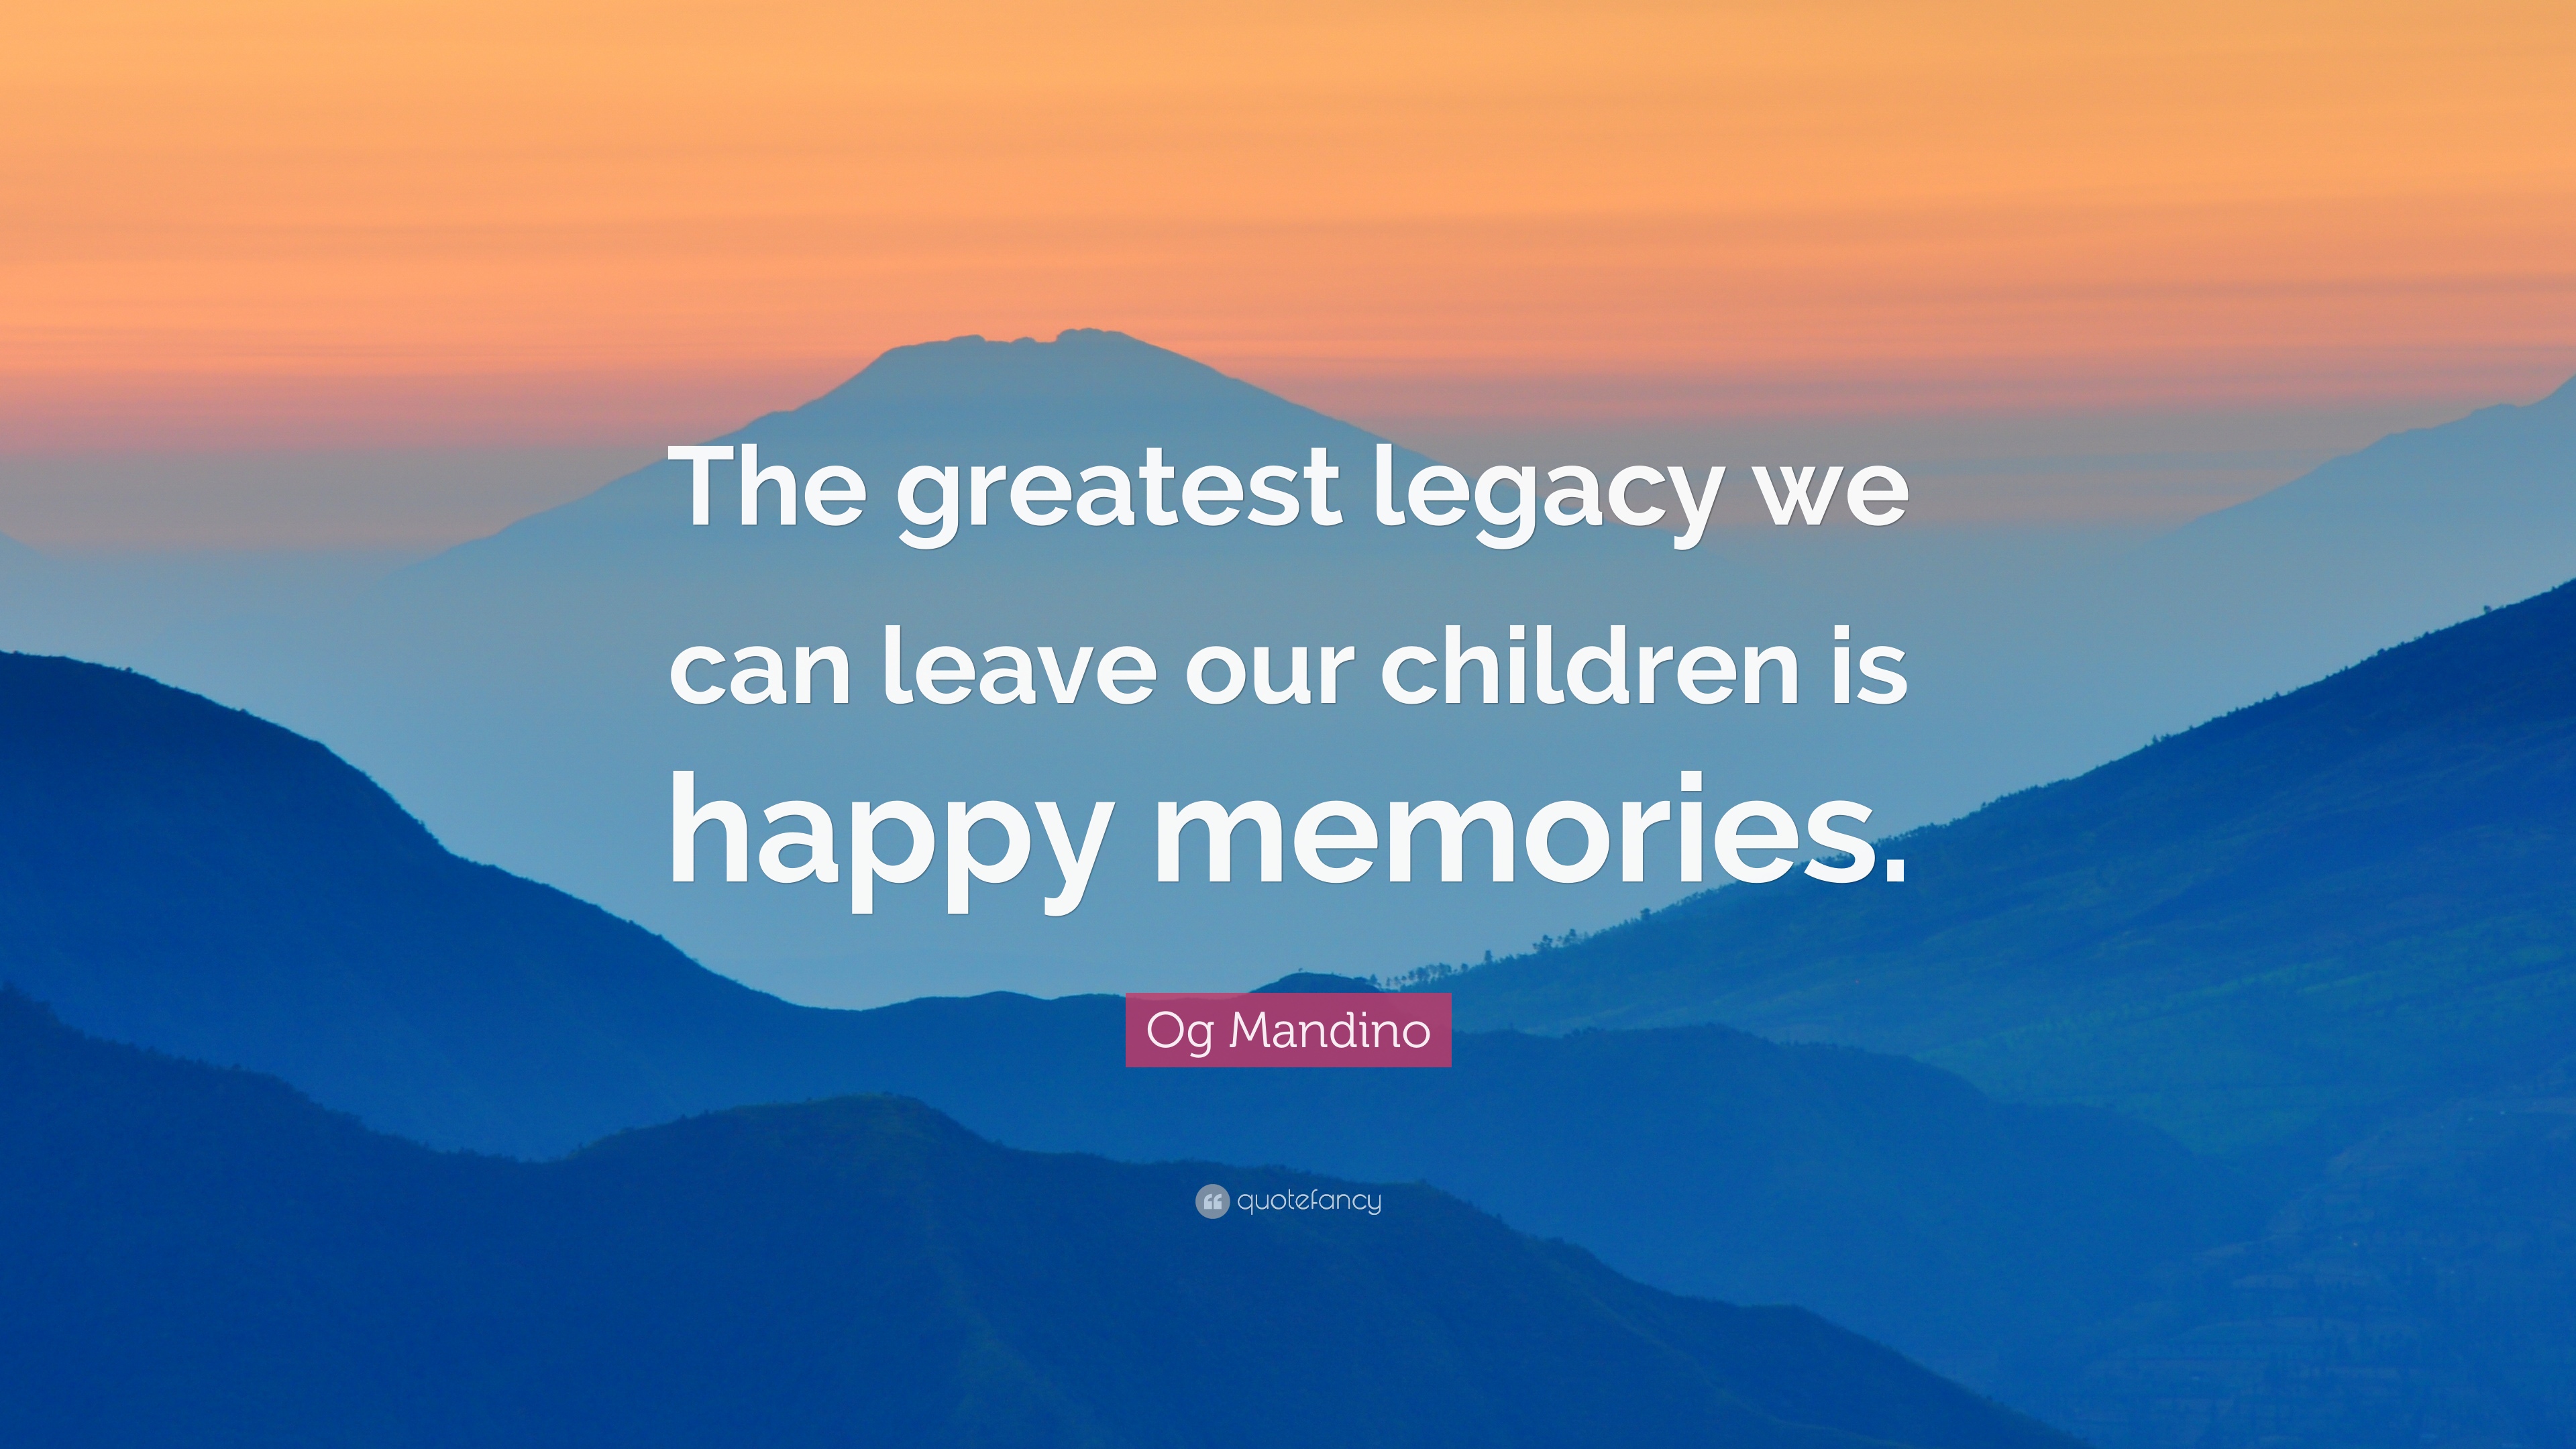 The greatest legacy we
can leave our children is
happy memories.
Og Mandino
quotefancy